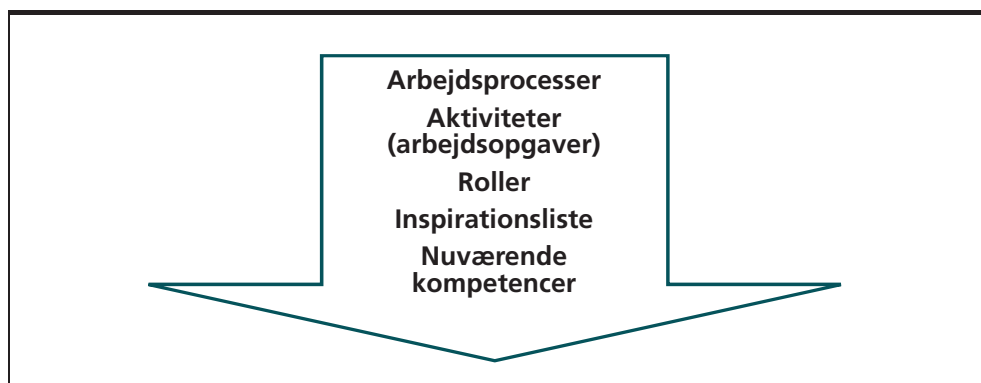 Arbejdsprocesser
Aktiviteter
(arbejdsopgaver)
Roller
Inspirationsliste
Nuværende
kompetencer